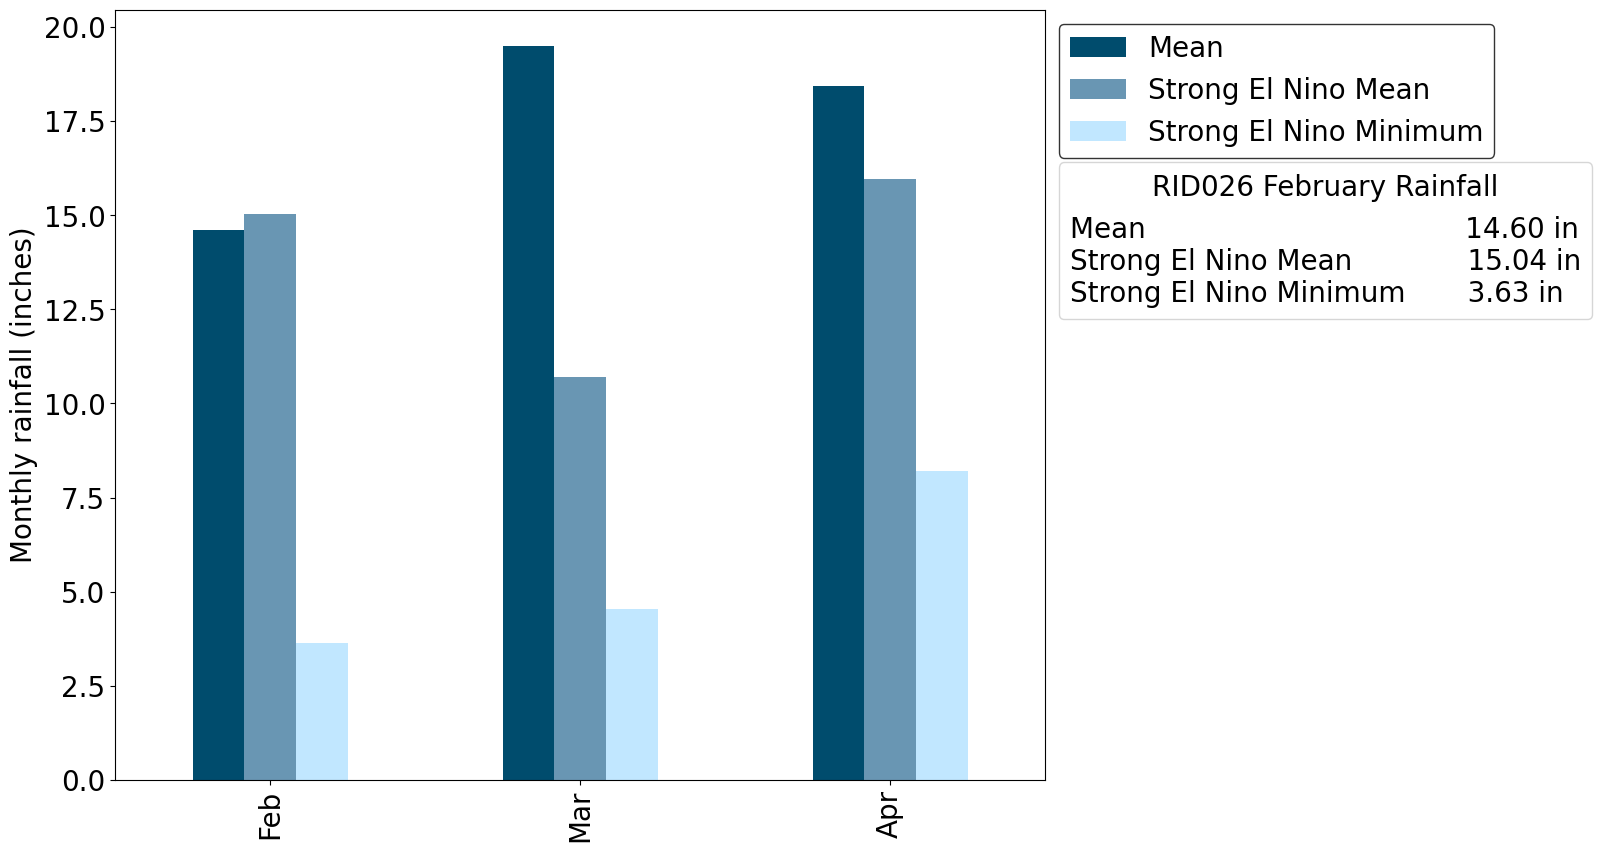 Monthly rainfall (inches)
20.0
17.5
15.0
12.5
10.0
7.5
5.0
2.5
0.0
Feb
Mar
Apr
Mean
Strong El Nino Mean
Strong El Nino Minimum
RID026 February Rainfall
Mean 14.60 in
Strong El Nino Mean 15.04 in
Strong El Nino Minimum 3.63 in